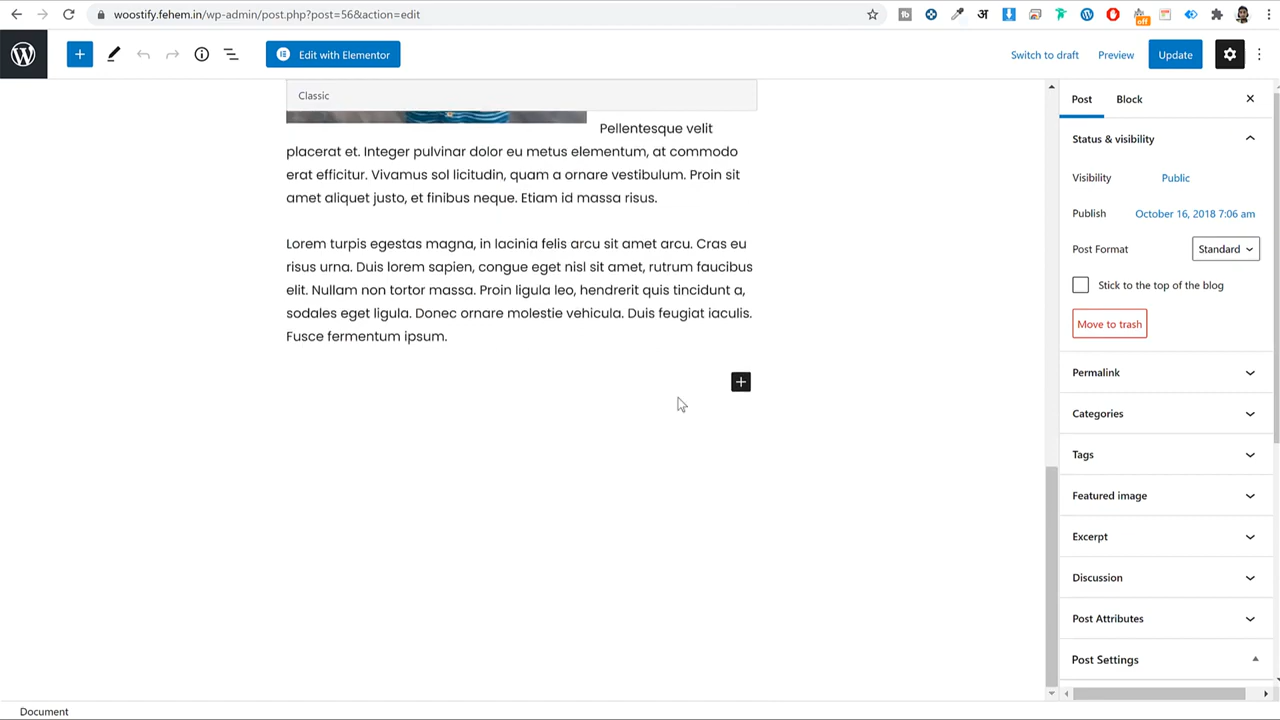 woostify.fehem.in/wp-admin/post.php?post=56&action=edit
off
Edit with Elementor
Switch to draft
Preview
Update
Classic
Pellentesque velit
placerat et. Integer pulvinar dolor eu metus elementum, at commodo
erat efficitur. Vivamus sol licitudin, quam a ornare vestibulum. Proin sit
amet aliquet justo, et finibus neque. Etiam id massa risus.
Lorem turpis egestas magna, in lacinia felis arcu sit amet arcu. Cras eu
risus urna. Duis lorem sapien, congue eget nisl sit amet, rutrum faucibus
elit. Nullam non tortor massa. Proin ligula leo, hendrerit quis tincidunt a,
sodales eget ligula. Donec ornare molestie vehicula. Duis feugiat iaculis.
Fusce fermentum ipsum.
Post Block
Status & visibility
Visibility Public
Publish October 16, 2018 7:06 am
Post Format Standard
Stick to the top of the blog
Move to trash
Permalink
Categories
Tags
Featured image
Excerpt
Discussion
Post Attributes
Post Settings
Document